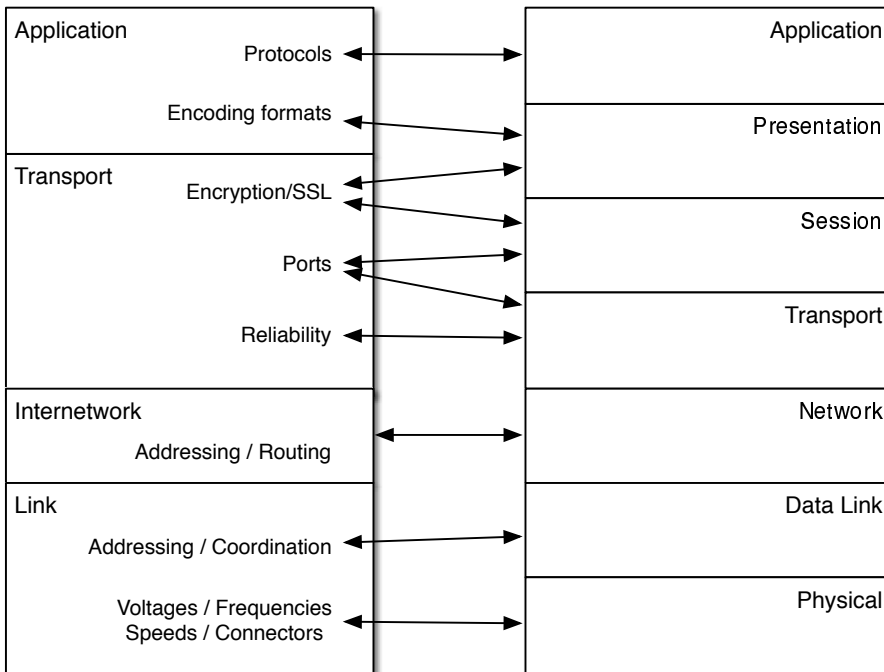 Application
Protocols
Encoding formats
Transport
Encryption/SSL
Ports
Reliability
Internetwork
Addressing / Routing
Link
Addressing / Coordination
Voltages / Frequencies
Speeds / Connectors
Application
Presentation
Session
Transport
Network
Data Link
Physical